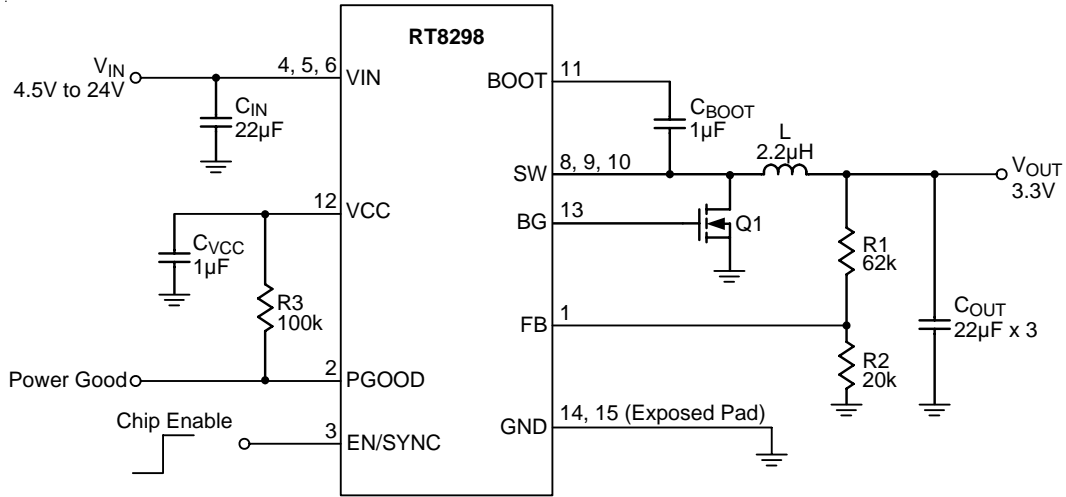 RT8298
VIN
4.5V to 24V
4, 5, 6
VIN
CIN
22µF
BOOT
11
CBOOT
1µF
L
2.2µH
SW
8, 9, 10
VOUT
3.3V
12
VCC
BG
13
Q1
CVCC
1µF
R1
62k
R3
100k
FB
1
COUT
22µF x 3
R2
20k
Power Good
2
PGOOD
Chip Enable
3
EN/SYNC
GND
14, 15 (Exposed Pad)